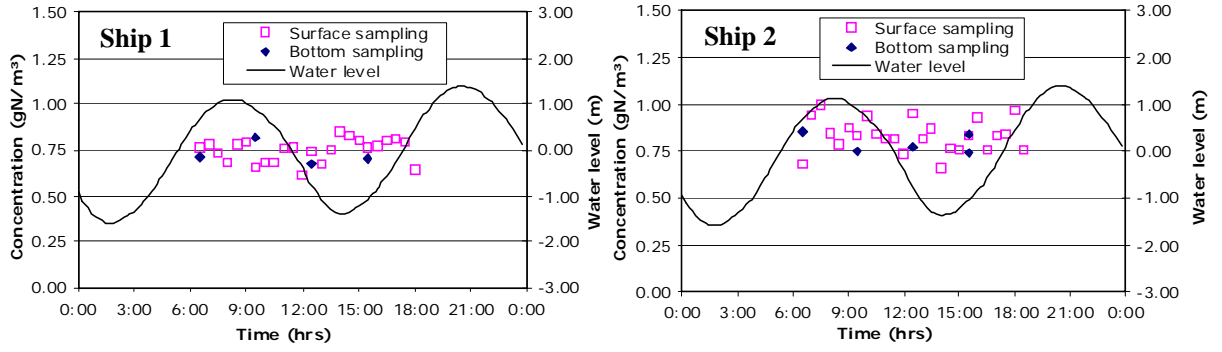 Ship 1
Surface sampling
Bottom sampling
Water level
Concentration (gN/m³)
1.50
1.25
1.00
0.75
0.50
0.25
0.00
3.00
2.00
1.00
0.00
-1.00
-2.00
-3.00
Water level (m)
0:00 3:00 6:00 9:00 12:00 15:00 18:00 21:00 0:00
Time (hrs)
Ship 2
Surface sampling
Bottom sampling
Water level
Concentration (gN/m³)
1.50
1.25
1.00
0.75
0.50
0.25
0.00
3.00
2.00
1.00
0.00
-1.00
-2.00
-3.00
Water level (m)
0:00 3:00 6:00 9:00 12:00 15:00 18:00 21:00 0:00
Time (hrs)